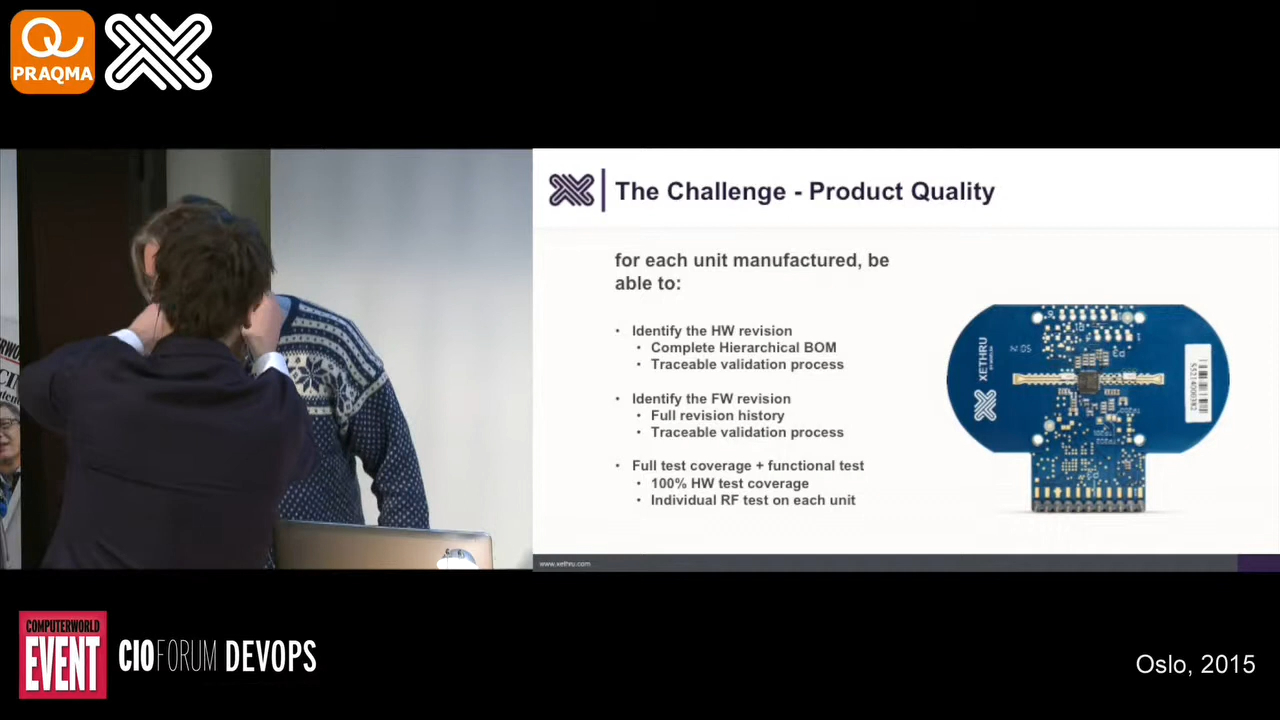 PRAQMA
The Challenge - Product Quality
for each unit manufactured, be
able to:
• Identify the HW revision
• Complete Hierarchical BOM
• Traceable validation process
• Identify the FW revision
• Full revision history
• Traceable validation process
• Full test coverage + functional test
• 100% HW test coverage
• Individual RF test on each unit
XETHRU
www.xethru.com
COMPUTERWORLD
EVENT
CIOFORUM DEVOPS
Oslo, 2015